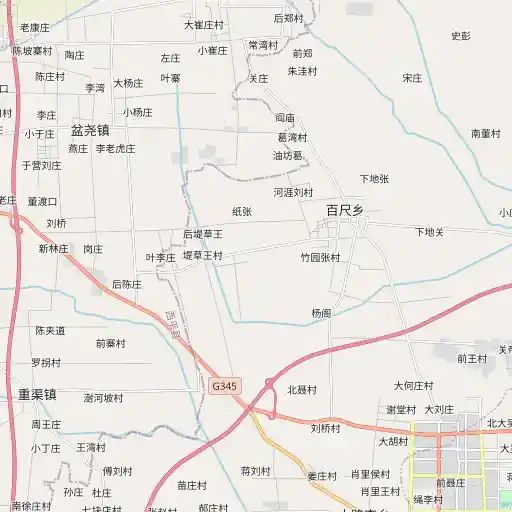 后郑村
大崔庄村
老康庄
史彭
常湾村
陈坡寨村
小崔庄
前郑
陶庄
左庄
朱洼村
陈庄村
叶寨
关庄
宋庄
大杨庄
李湾
小杨庄
李庄
阎庙
盆尧镇
小于庄
葛湾村
南董村
燕庄
李老虎庄
油坊墓
于营刘庄
下地张
河涯刘村
董渡口
纸张
百尺乡
刘桥
后堤草王
下地关
新林庄
岗庄
叶李庄
堤草王村
竹园张村
后陈庄
杨阁
西平县
陈夹道
前寨村
前王村
罗拐村
G345
大何庄村
重渠镇
澍河坡村
北聂村
谢堂村
大刘庄
周王庄
刘桥村
大胡村
小丁庄
王湾村
傅刘村
蒋刘村
姜庄村
肖里侯村
苗庄村
前聂庄
孙庄
杜庄
肖里王村
绳李村
南徐庄村
郝庄村